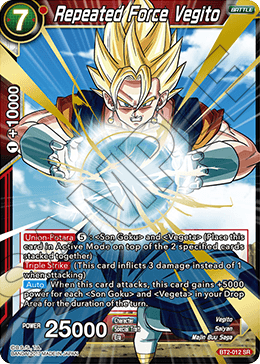 7
Repeated Force Vegito
BATTLE
1 +10000
Union-Potara 5 : <Son Goku> and <Vegeta> (Place this
card in Active Mode on top of the 2 specified cards
stacked together)
Triple Strike (This card inflicts 3 damage instead of 1
when attacking)
Auto When this card attacks, this card gains +5000
power for each <Son Goku> and <Vegeta> in your Drop
Area for the duration of the turn.
POWER 25000
Character
Vegito
Special Trait
Saiyan
Era
Majin Buu Saga
BT2-012 SR